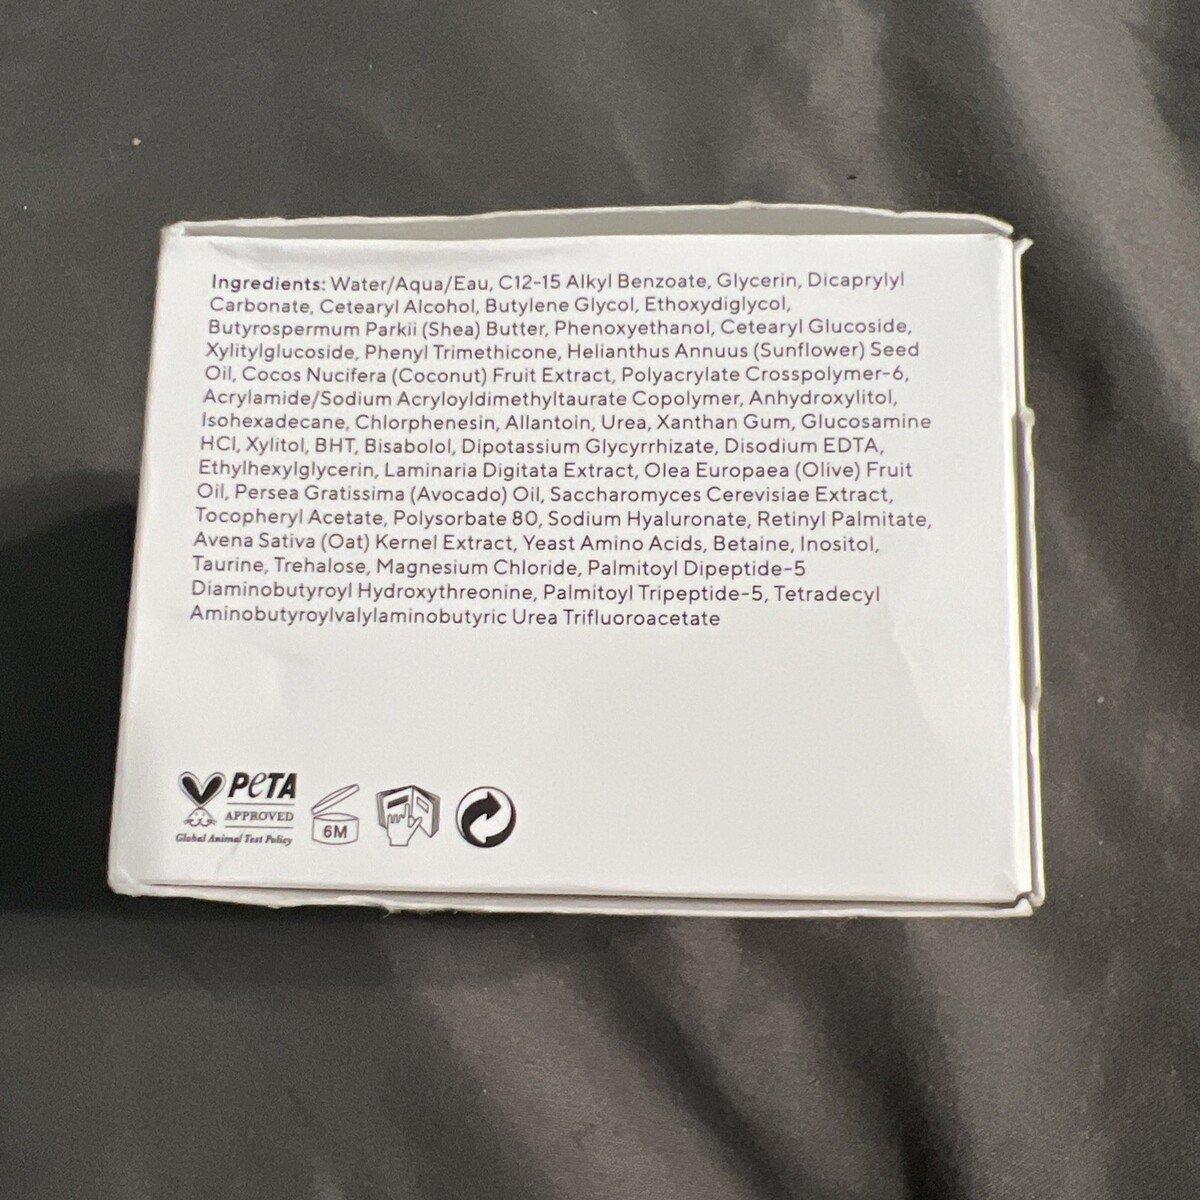 Ingredients: Water/Aqua/Eau, C12-15 Alkyl Benzoate, Glycerin, Dicaprylyl
Carbonate, Cetearyl Alcohol, Butylene Glycol, Ethoxydiglycol,
Butyrospermum Parkii (Shea) Butter, Phenoxyethanol, Cetearyl Glucoside,
Xylitylglucoside, Phenyl Trimethicone, Helianthus Annuus (Sunflower) Seed
Oil, Cocos Nucifera (Coconut) Fruit Extract, Polyacrylate Crosspolymer-6,
Acrylamide/Sodium Acryloyldimethyltaurate Copolymer, Anhydroxylitol,
Isohexadecane, Chlorphenesin, Allantoin, Urea, Xanthan Gum, Glucosamine
HCl, Xylitol, BHT, Bisabolol, Dipotassium Glycyrrhizate, Disodium EDTA,
Ethylhexylglycerin, Laminaria Digitata Extract, Olea Europaea (Olive) Fruit
Oil, Persea Gratissima (Avocado) Oil, Saccharomyces Cerevisiae Extract,
Tocopheryl Acetate, Polysorbate 80, Sodium Hyaluronate, Retinyl Palmitate,
Avena Sativa (Oat) Kernel Extract, Yeast Amino Acids, Betaine, Inositol,
Taurine, Trehalose, Magnesium Chloride, Palmitoyl Dipeptide-5
Diaminobutyroyl Hydroxythreonine, Palmitoyl Tripeptide-5, Tetradecyl
Aminobutyroylvalylaminobutyric Urea Trifluoroacetate
PeTA
APPROVED
Global Animal Test Policy
6M